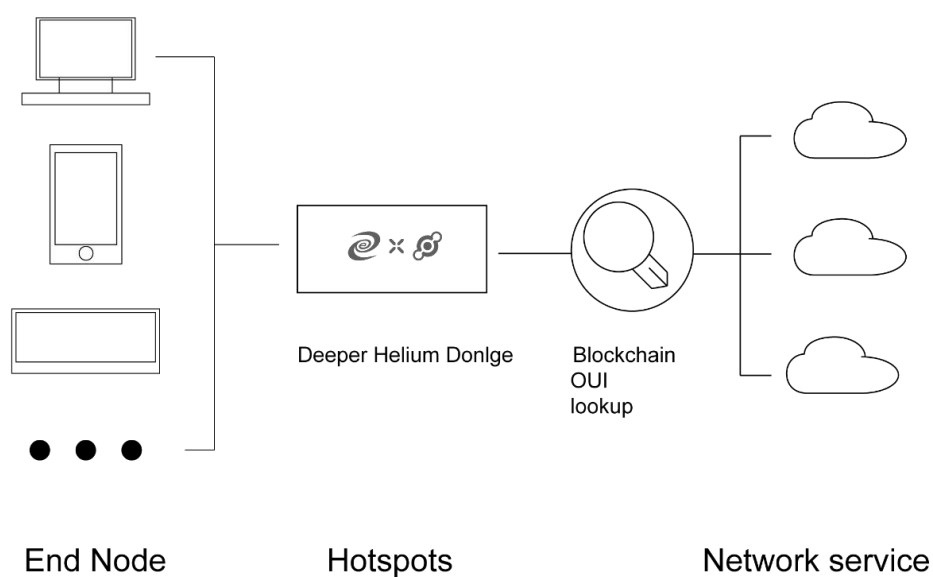 Deeper Helium Donlge
Blockchain
OUI
lookup
End Node
Hotspots
Network service